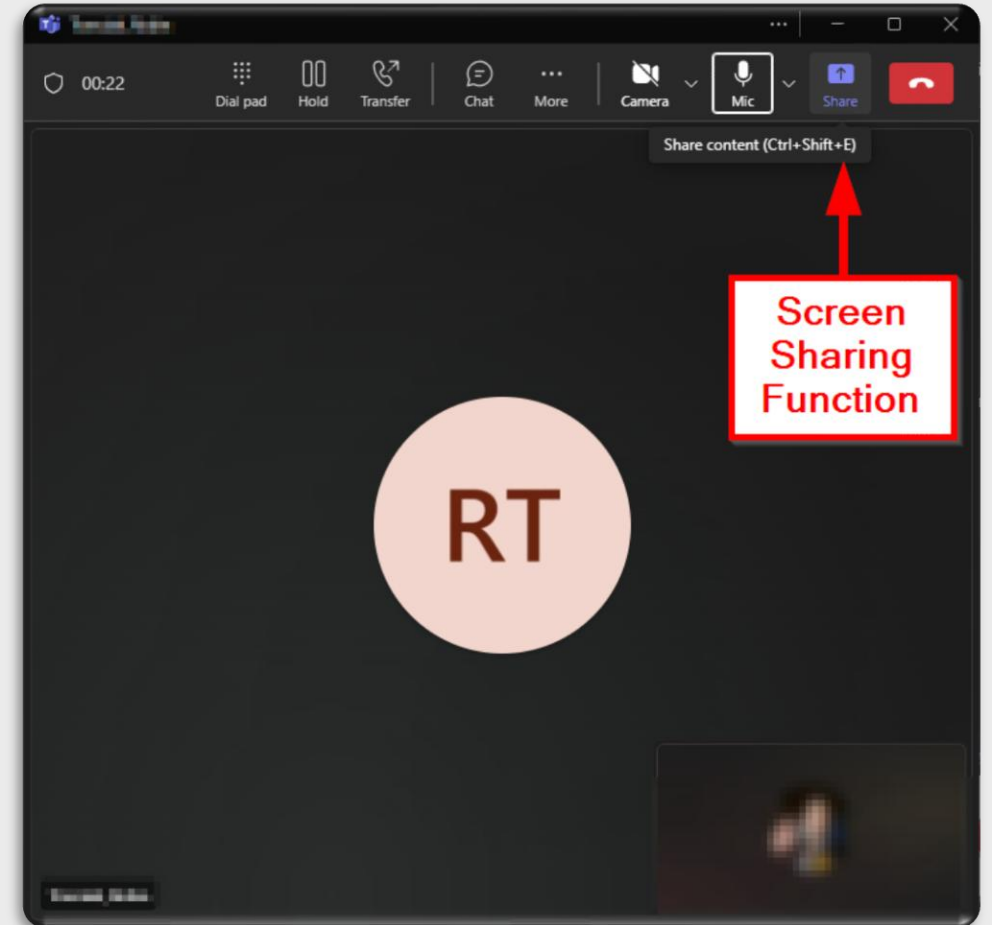 00:22
Dial pad Hold Transfer Chat More Camera Mic Share
Share content (Ctrl+Shift+E)
Screen
Sharing
Function
RT